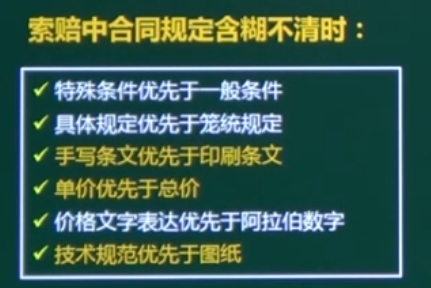 索赔中合同规定含糊不清时：
✓ 特殊条件优先于一般条件
✓ 具体规定优先于笼统规定
✓ 手写条文优先于印刷条文
✓ 单价优先于总价
✓ 价格文字表达优先于阿拉伯数字
✓ 技术规范优先于图纸